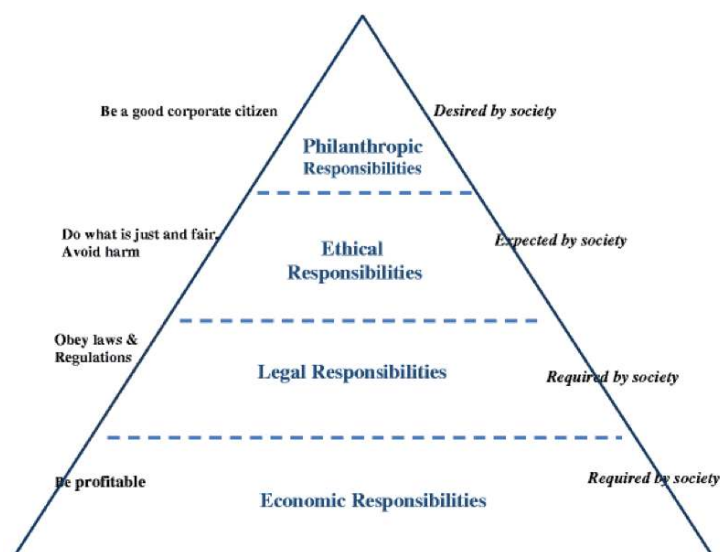 Be a good corporate citizen
Desired by society
Philanthropic
Responsibilities
Do what is just and fair,
Avoid harm
Expected by society
Ethical
Responsibilities
Obey laws &
Regulations
Legal Responsibilities
Required by society
Be profitable
Required by society
Economic Responsibilities